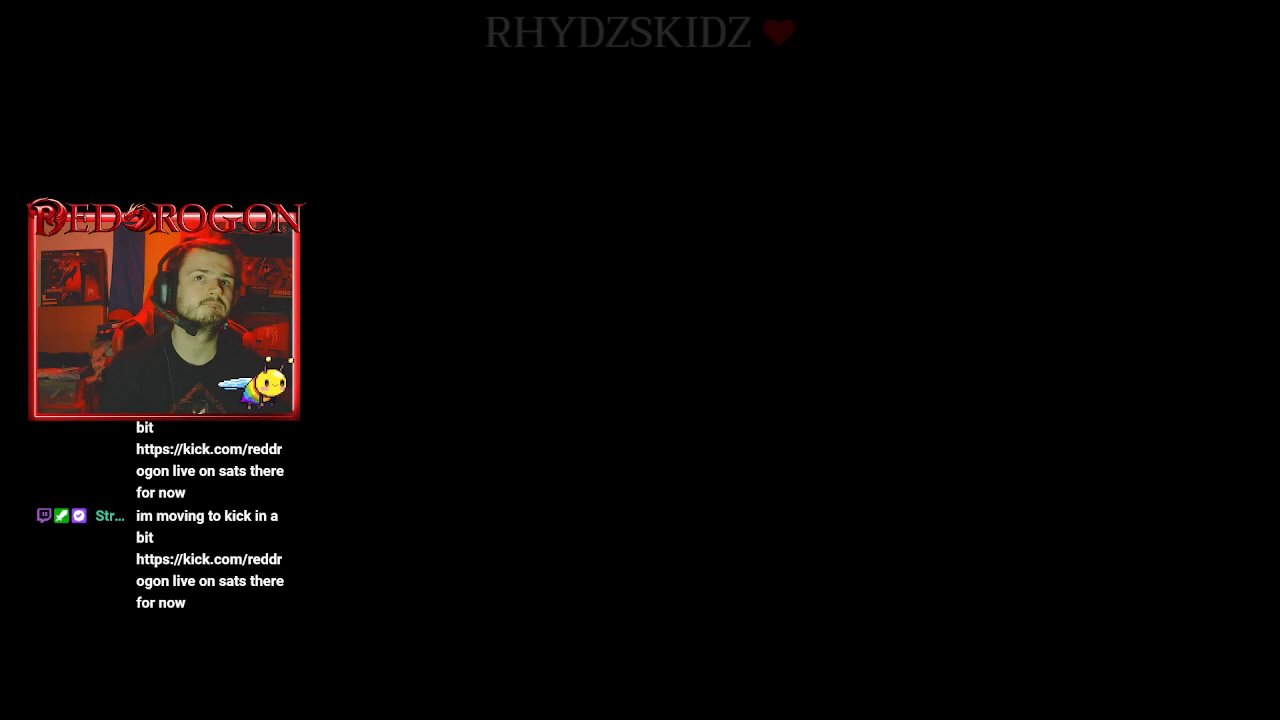 RHYDZSKIDZ
REDDROGON
bit
https://kick.com/reddr
ogon live on sats there
for now
Str... im moving to kick in a
bit
https://kick.com/reddr
ogon live on sats there
for now